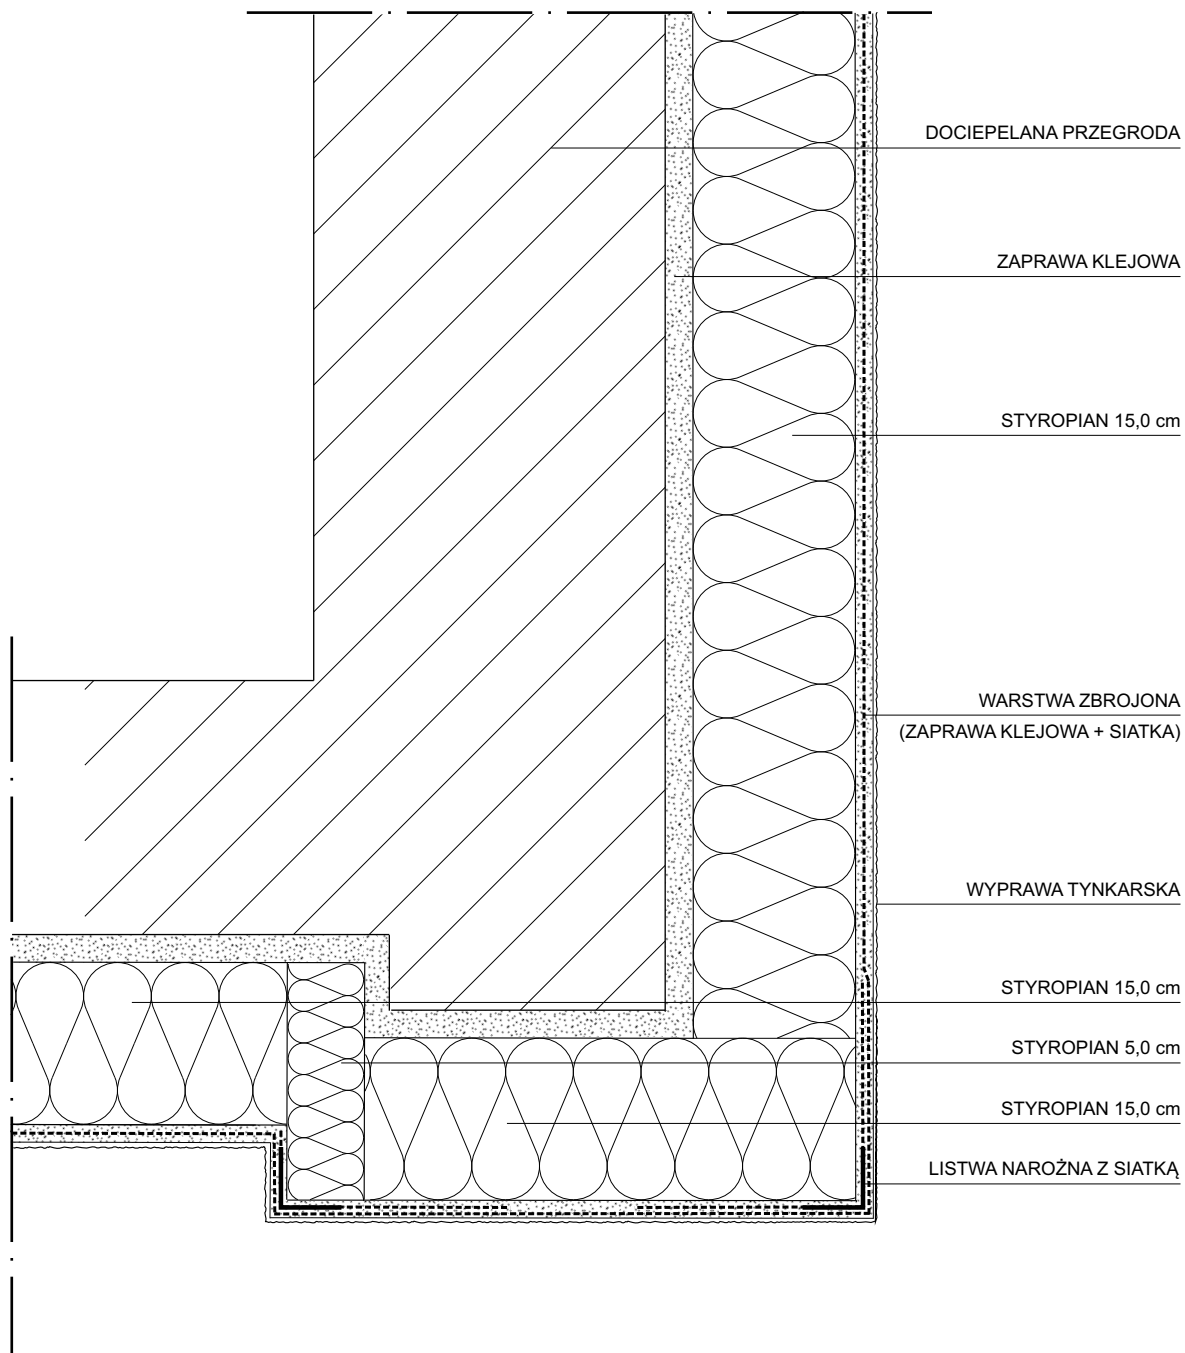 DOCIEPELANA PRZEGRODA
ZAPRAWA KLEJOWA
STYROPIAN 15,0 cm
WARSTWA ZBROJONA
(ZAPRAWA KLEJOWA + SIATKA)
WYPRAWA TYNKARSKA
STYROPIAN 15,0 cm
STYROPIAN 5,0 cm
STYROPIAN 15,0 cm
LISTWA NAROŻNA Z SIATKĄ